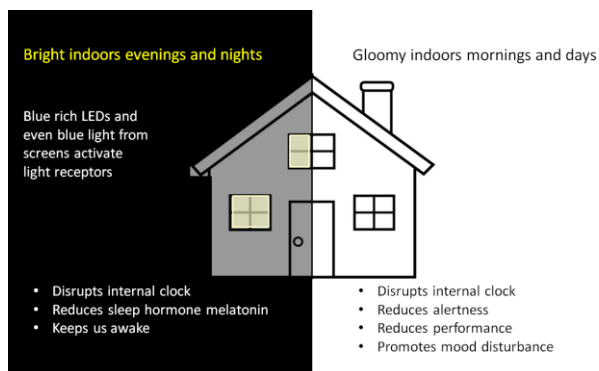 Bright indoors evenings and nights
Blue rich LEDs and
even blue light from
screens activate
light receptors
• Disrupts internal clock
• Reduces sleep hormone melatonin
• Keeps us awake
Gloomy indoors mornings and days
• Disrupts internal clock
• Reduces alertness
• Reduces performance
• Promotes mood disturbance